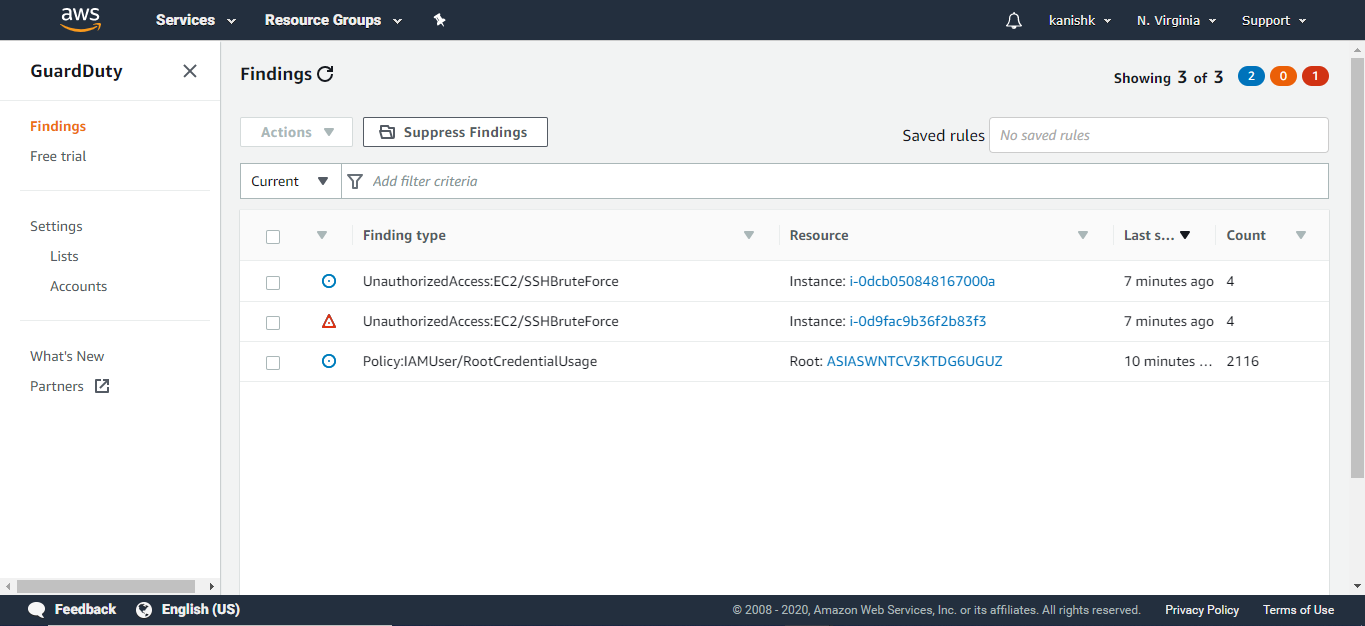 aws Services Resource Groups kanishk N. Virginia Support
GuardDuty
Findings
Free trial
Settings
Lists
Accounts
What's New
Partners
Findings
Showing 3 of 3 2 0 1
Actions Suppress Findings Saved rules No saved rules
Current Add filter criteria
Finding type Resource Last s... Count
UnauthorizedAccess:EC2/SSHBruteForce Instance: i-0dcb050848167000a 7 minutes ago 4
UnauthorizedAccess:EC2/SSHBruteForce Instance: i-0d9fac9b36f2b83f3 7 minutes ago 4
Policy:IAMUser/RootCredentialUsage Root: ASIASWNTCV3KTDG6UGUZ 10 minutes ... 2116
Feedback English (US) © 2008 - 2020, Amazon Web Services, Inc. or its affiliates. All rights reserved. Privacy Policy Terms of Use